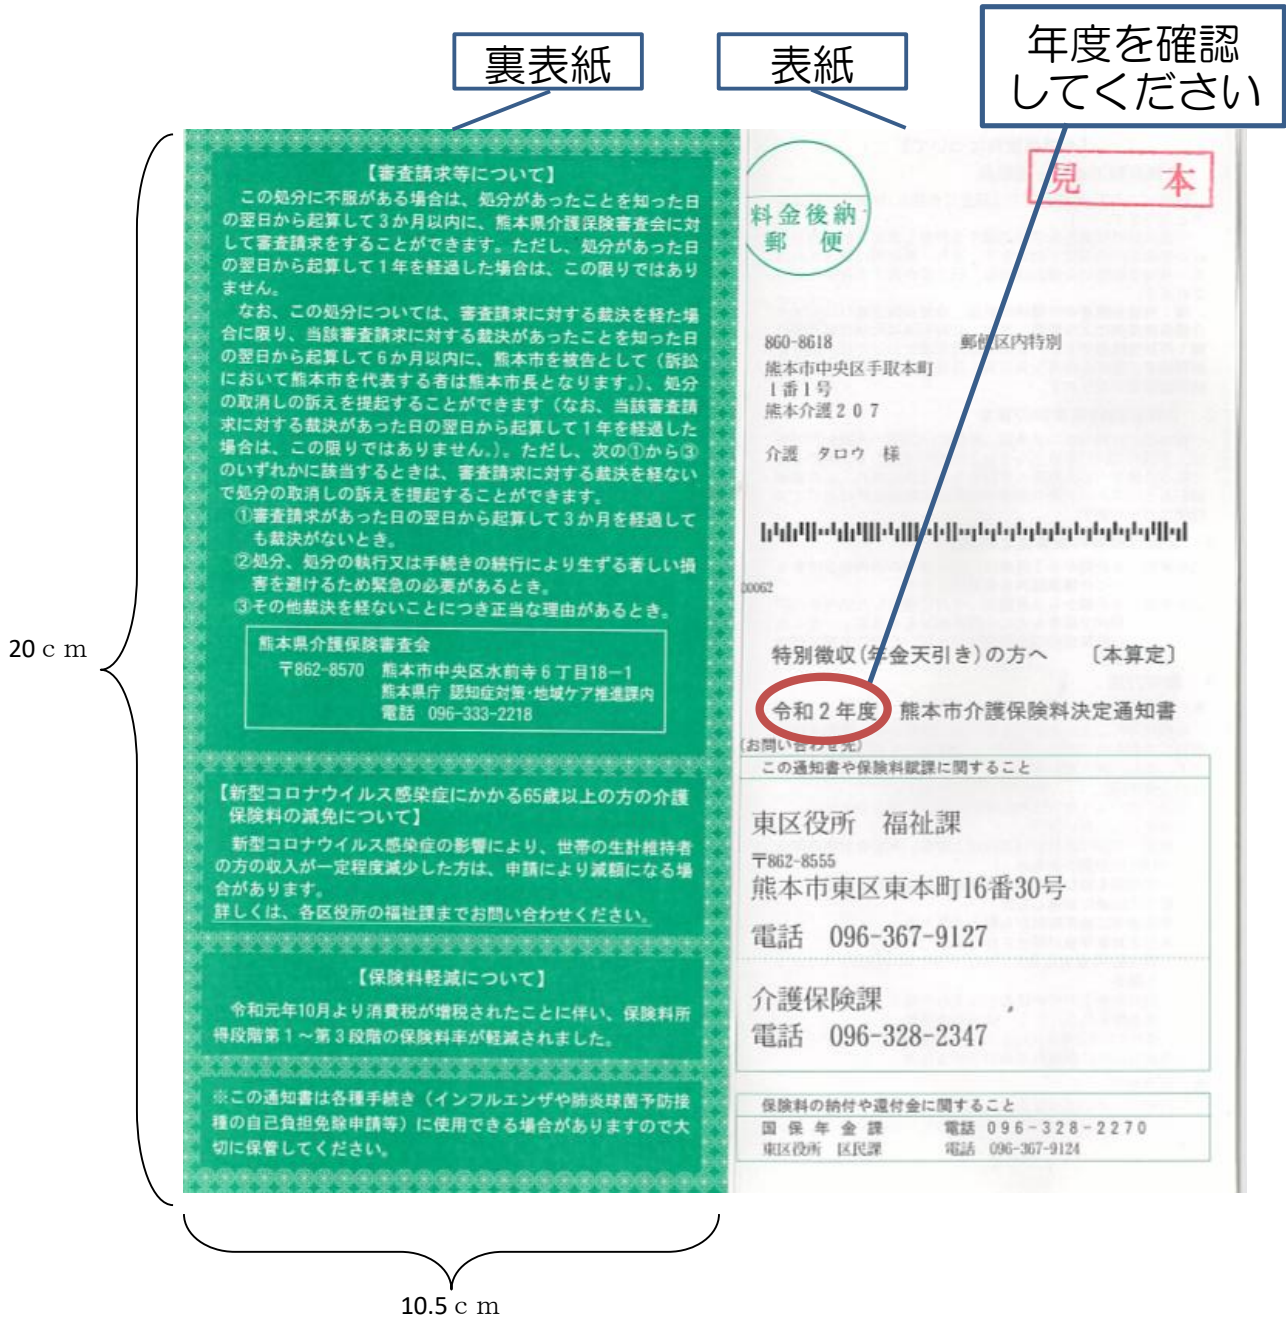 裏表紙
表紙
年度を確認
してください
【審査請求等について】
この処分に不服がある場合は、処分があったことを知った日
の翌日から起算して3か月以内に、熊本県介護保険審査会に対
して審査請求をすることができます。ただし、処分があった日
の翌日から起算して1年を経過した場合は、この限りではあり
ません。
なお、この処分については、審査請求に対する裁決を経た場
合に限り、当該審査請求に対する裁決があったことを知った日
の翌日から起算して6か月以内に、熊本市を被告として（訴訟
において熊本市を代表する者は熊本市長となります。）、処分
の取消しの訴えを提起することができます（なお、当該審査請
求に対する裁決があった日の翌日から起算して1年を経過した
場合は、この限りではありません。）。ただし、次の①から③
のいずれかに該当するときは、審査請求に対する裁決を経ない
で処分の取消しの訴えを提起することができます。
①審査請求があった日の翌日から起算して3か月を経過して
も裁決がないとき。
②処分、処分の執行又は手続きの続行により生ずる著しい損
害を避けるため緊急の必要があるとき。
③その他裁決を経ないことにつき正当な理由があるとき。
熊本県介護保険審査会
〒862-8570 熊本市中央区水前寺6丁目18－1
熊本県庁 認知症対策・地域ケア推進課内
電話 096-333-2218
【新型コロナウイルス感染症にかかる65歳以上の方の介護
保険料の減免について】
新型コロナウイルス感染症の影響により、世帯の生計維持者
の方の収入が一定程度減少した方は、申請により減額になる場
合があります。
詳しくは、各区役所の福祉課までお問い合わせください。
【保険料軽減について】
令和元年10月より消費税が増税されたことに伴い、保険料所
得段階第1～第3段階の保険料率が軽減されました。
※この通知書は各種手続き（インフルエンザや肺炎球菌予防接
種の自己負担免除申請等）に使用できる場合がありますので大
切に保管してください。
料金後納
郵便
見 本
860-8618 郵便区内特別
熊本市中央区手取本町
1番1号
熊本介護207
介護 タロウ 様
00062
特別徴収(年金天引き)の方へ 〔本算定〕
令和2年度 熊本市介護保険料決定通知書
(お問い合わせ先)
この通知書や保険料賦課に関すること
東区役所 福祉課
〒862-8555
熊本市東区東本町16番30号
電話 096-367-9127
介護保険課
電話 096-328-2347
保険料の納付や還付金に関すること
国保年金課 電話 096-328-2270
東区役所 区民課 電話 096-367-9124
20ｃｍ
10.5ｃｍ